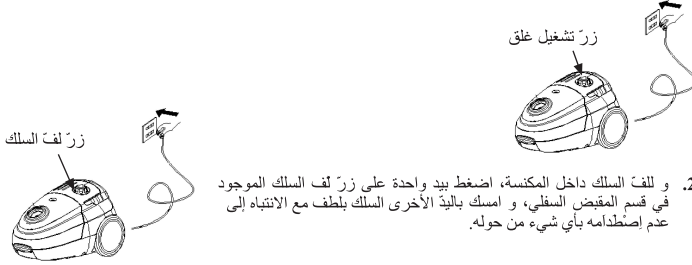 زرّ تشغيل غلق
زرّ لفّ السلك
2. و للفّ السلك داخل المكنسة، اضغط بيد واحدة على زرّ لف السلك الموجود
في قسم المقبض السفلي، و امسك باليدّ الأخرى السلك بلطف مع الانتباه إلى
عدم إصْطدامه بأي شيء من حوله.